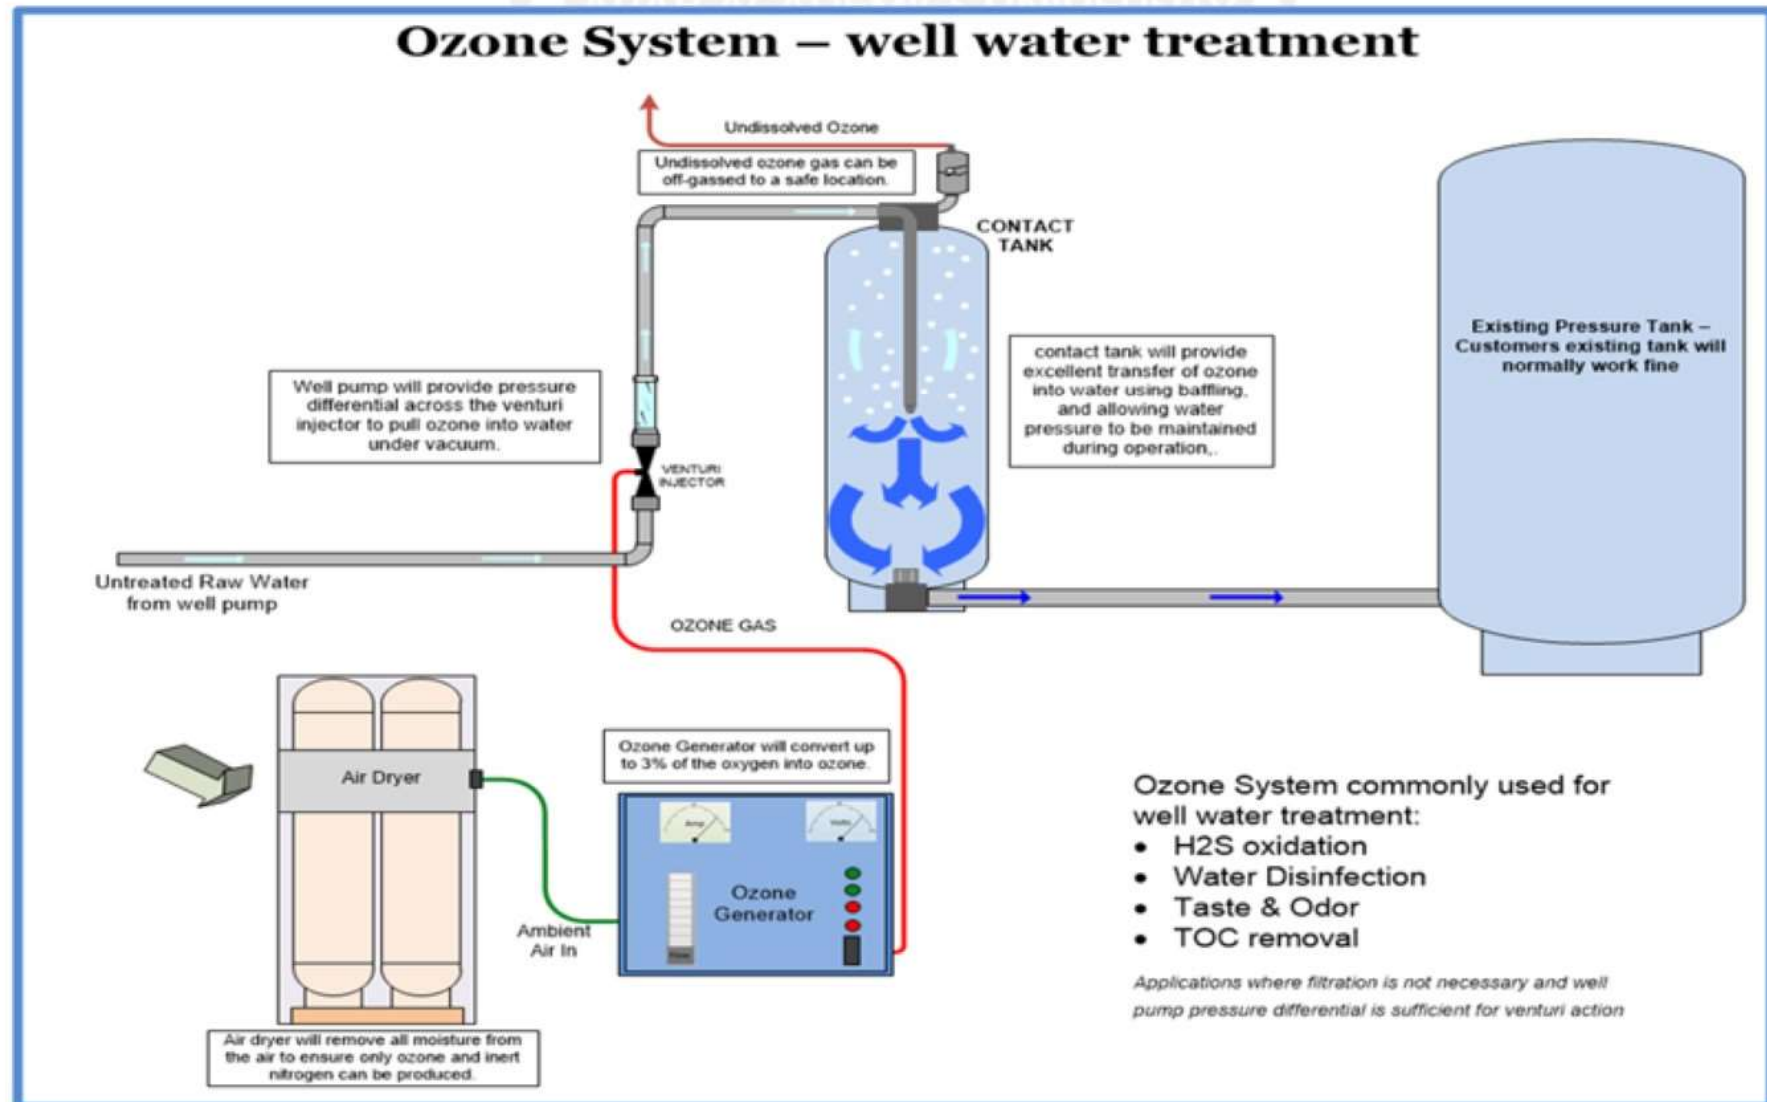 Ozone System – well water treatment
Undissolved Ozone
Undissolved ozone gas can be
off-gassed to a safe location.
CONTACT
TANK
Existing Pressure Tank –
Customers existing tank will
normally work fine
contact tank will provide
excellent transfer of ozone
into water using baffling,
and allowing water
pressure to be maintained
during operation,.
Well pump will provide pressure
differential across the venturi
injector to pull ozone into water
under vacuum.
VENTURI
INJECTOR
Untreated Raw Water
from well pump
OZONE GAS
Ozone Generator will convert up
to 3% of the oxygen into ozone.
Air Dryer
Amp
Volts
Ozone
Generator
Ambient
Air In
Air dryer will remove all moisture from
the air to ensure only ozone and inert
nitrogen can be produced.
Ozone System commonly used for
well water treatment:
• H2S oxidation
• Water Disinfection
• Taste & Odor
• TOC removal
Applications where filtration is not necessary and well
pump pressure differential is sufficient for venturi action